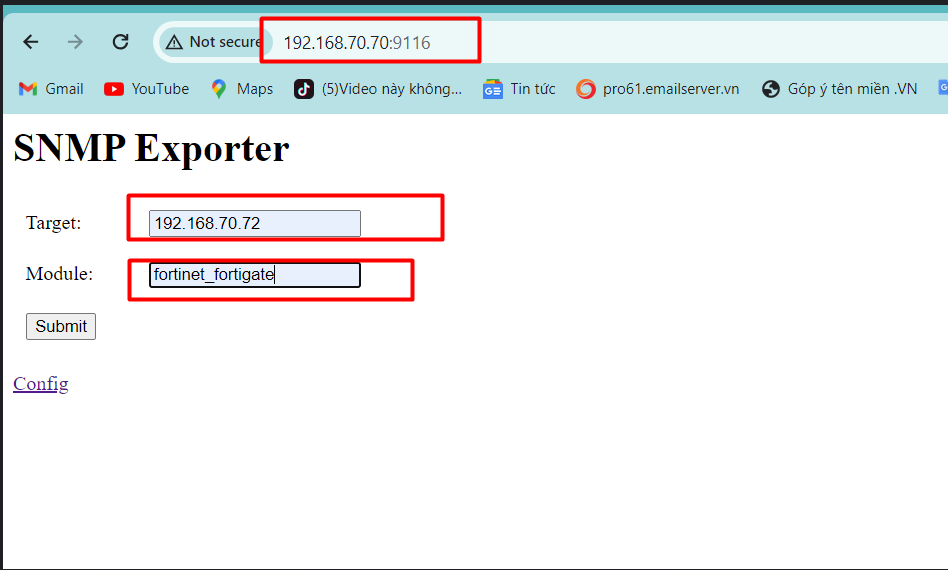 Not secure 192.168.70.70:9116
Gmail YouTube Maps (5)Video này không... Tin tức pro61.emailserver.vn Góp ý tên miền .VN
SNMP Exporter
Target: 192.168.70.72
Module: fortinet_fortigate
Submit
Config